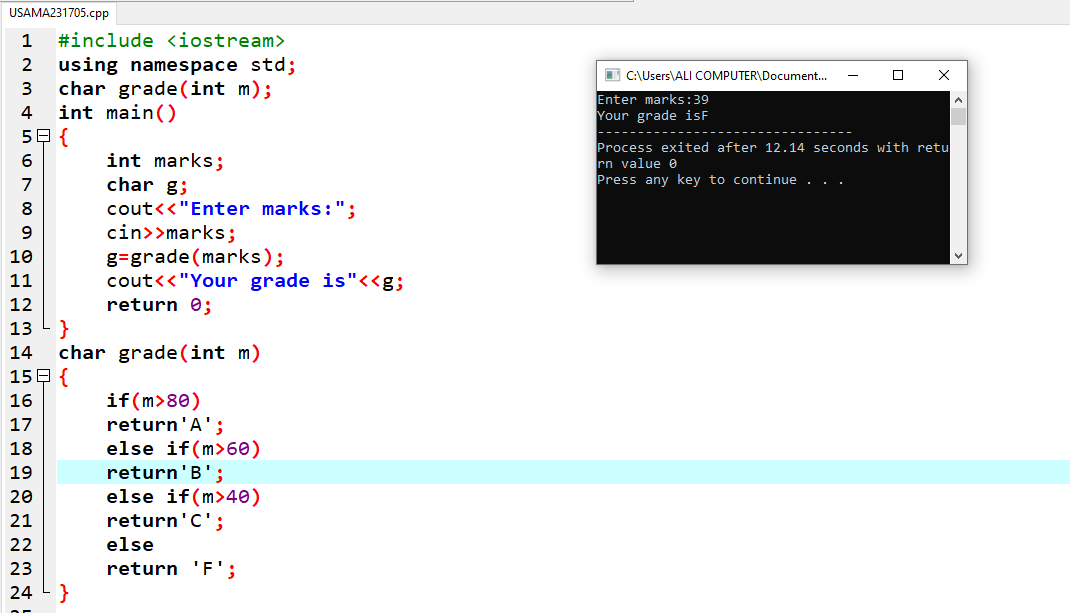 USAMA231705.cpp
1 #include <iostream>
2 using namespace std;
3 char grade(int m);
4 int main()
5 {
6 int marks;
7 char g;
8 cout<<"Enter marks:";
9 cin>>marks;
10 g=grade(marks);
11 cout<<"Your grade is"<<g;
12 return 0;
13 }
14 char grade(int m)
15 {
16 if(m>80)
17 return'A';
18 else if(m>60)
19 return'B';
20 else if(m>40)
21 return'C';
22 else
23 return 'F';
24 }
C:\Users\ALI COMPUTER\Document...
Enter marks:39
Your grade isF
--------------------------------
Process exited after 12.14 seconds with retu
rn value 0
Press any key to continue . . .